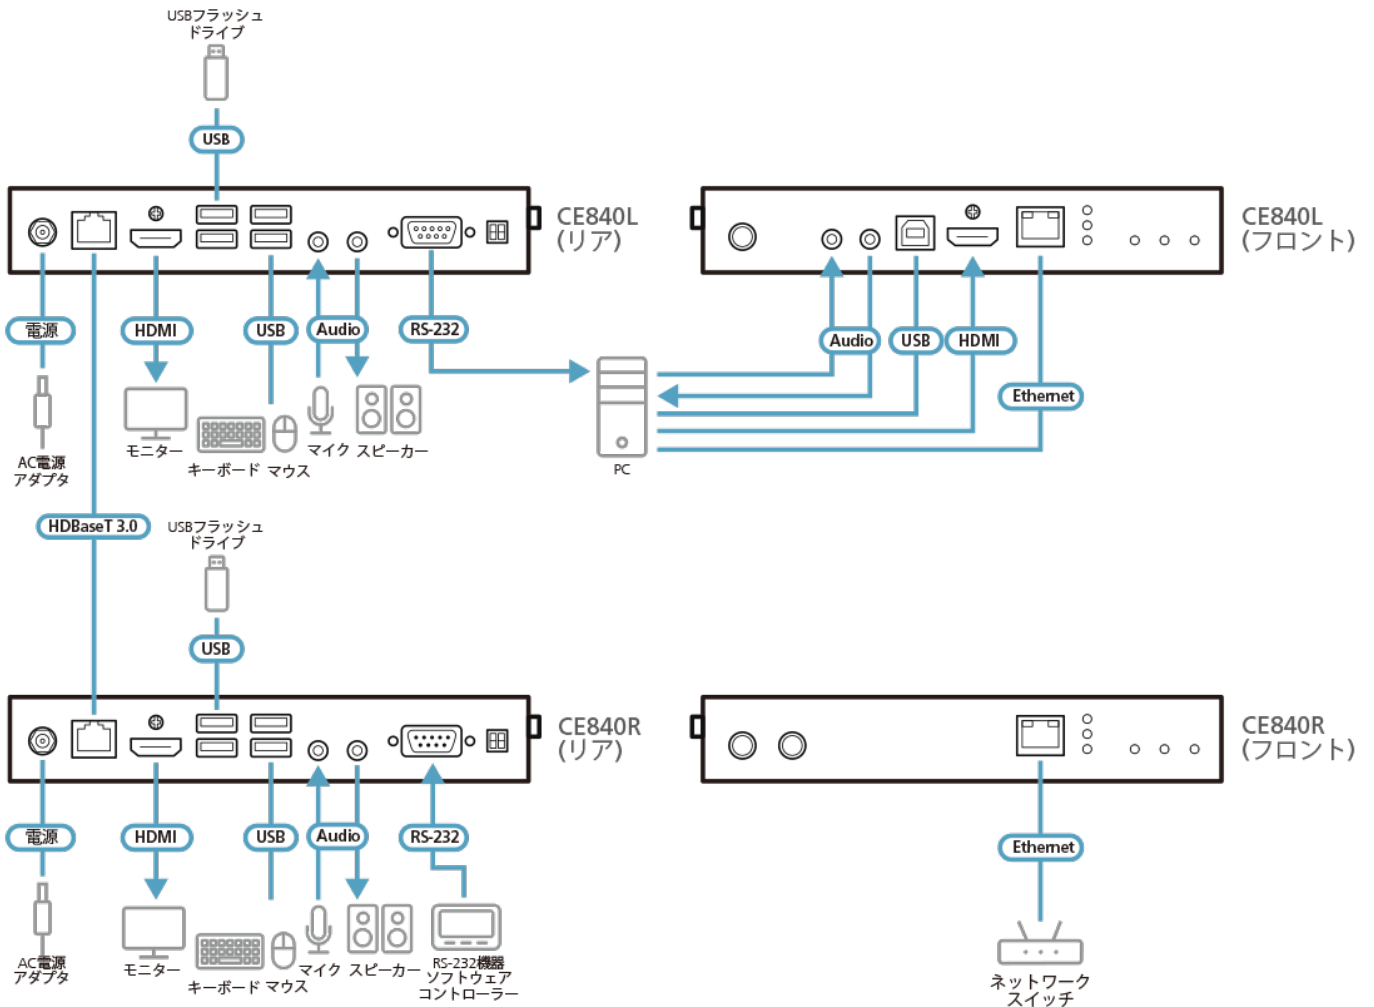 USBフラッシュ
ドライブ
USB
CE840L
(リア)
CE840L
(フロント)
電源
HDMI
USB
Audio
RS-232
Audio
USB
HDMI
Ethernet
AC電源
アダプタ
モニター
キーボード
マウス
マイク
スピーカー
PC
HDBaseT 3.0
USBフラッシュ
ドライブ
USB
CE840R
(リア)
CE840R
(フロント)
電源
HDMI
USB
Audio
RS-232
Ethernet
AC電源
アダプタ
モニター
キーボード
マウス
マイク
スピーカー
RS-232機器
ソフトウェア
コントローラー
ネットワーク
スイッチ